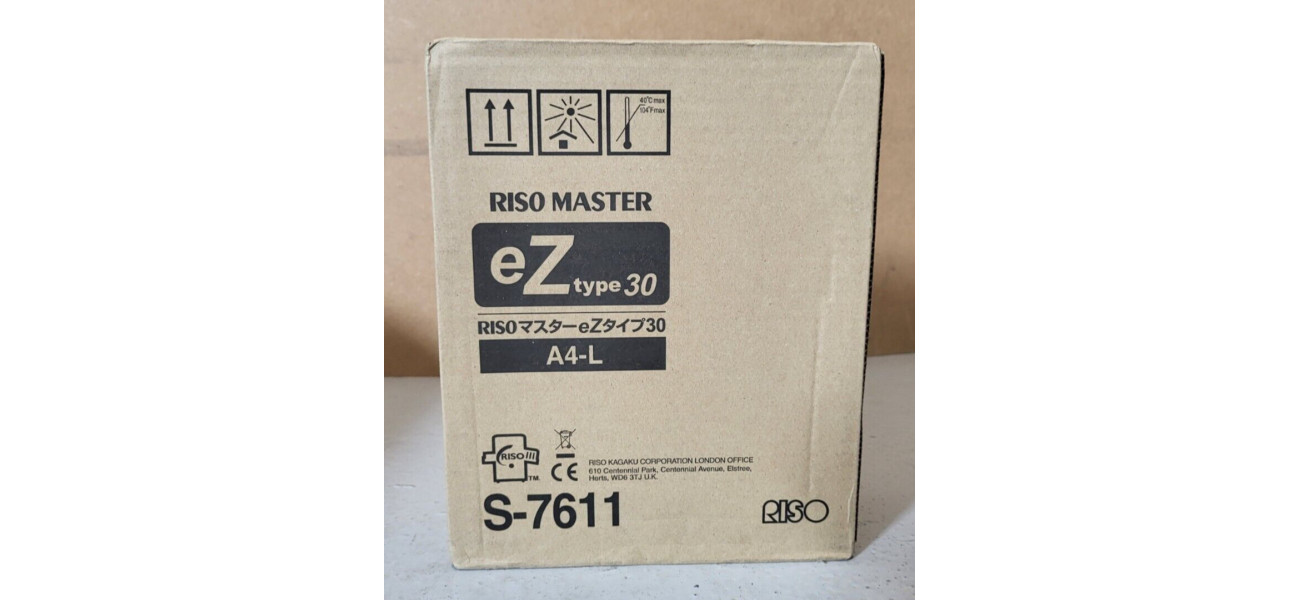 40°C max
104°F max
RISO MASTER
eZ type 30
RISOマスターeZタイプ30
A4-L
RISO
TM.
CE
RISO KAGAKU CORPORATION LONDON OFFICE
610 Centennial Park, Centennial Avenue, Elstree,
Herts, WD6 3TJ U.K.
S-7611
RISO